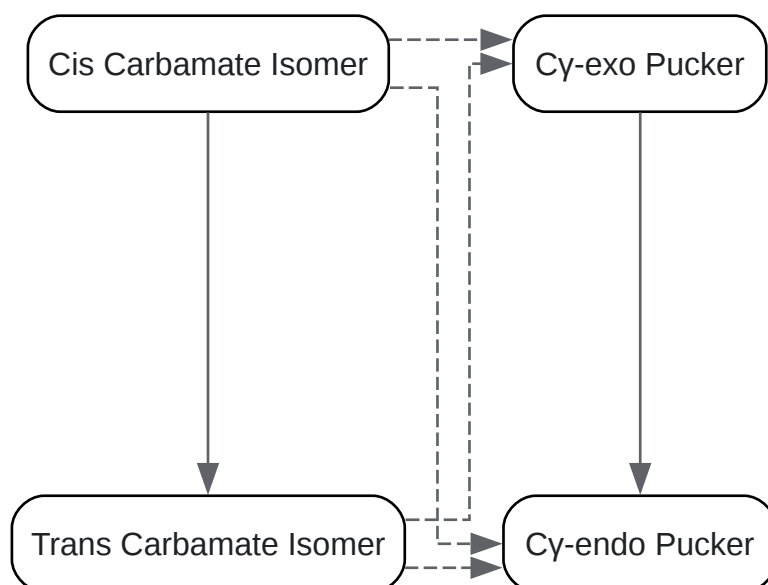 Cis Carbamate Isomer
Cγ-exo Pucker
Trans Carbamate Isomer
Cγ-endo Pucker